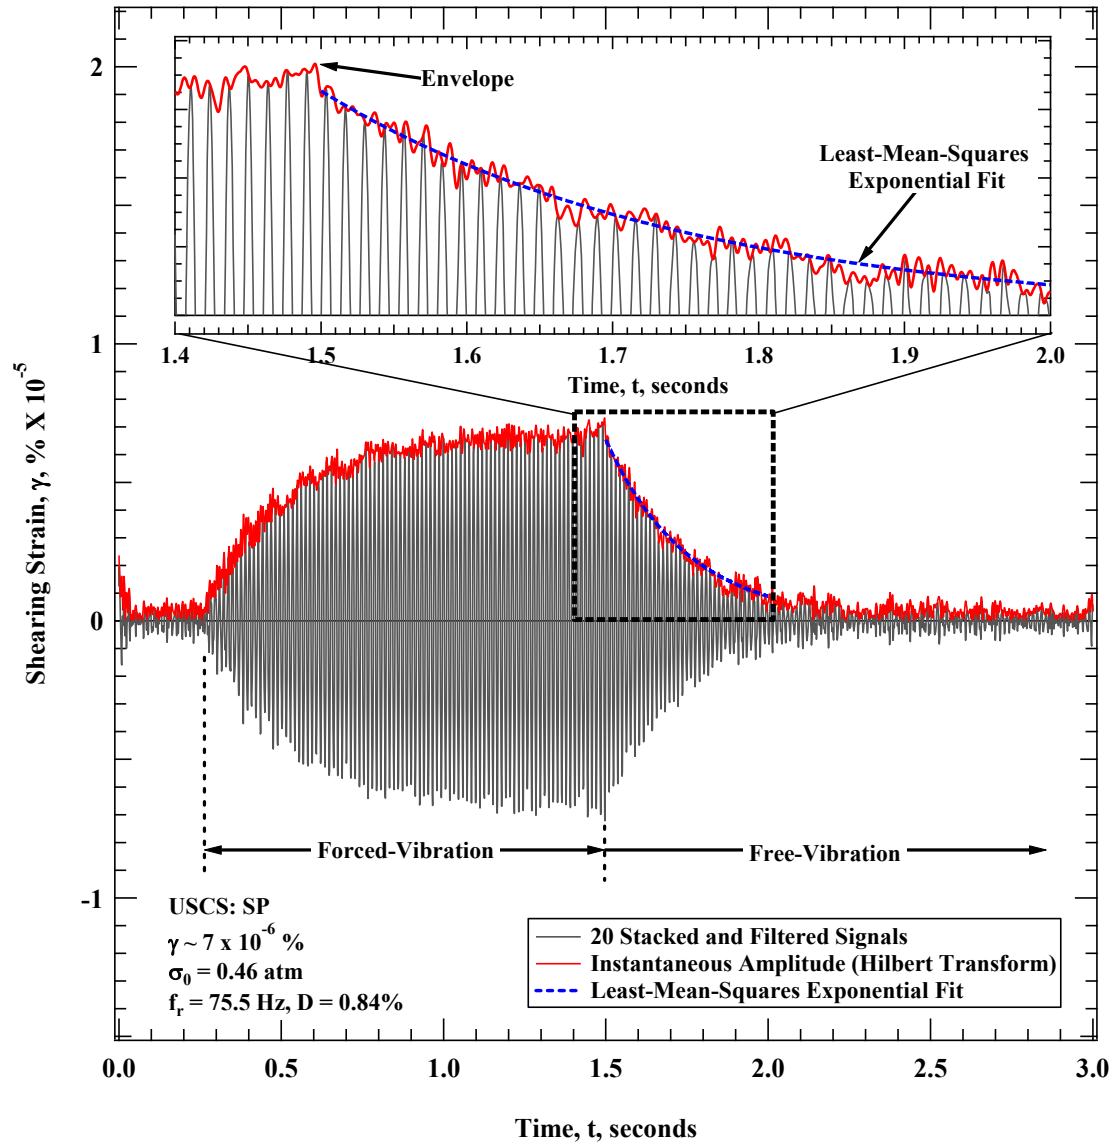 Envelope
Least-Mean-Squares
Exponential Fit
1.4 1.5 1.6 1.7 1.8 1.9 2.0
Time, t, seconds
2
1
0
-1
Shearing Strain, γ, % X 10⁻⁵
Forced-Vibration
Free-Vibration
USCS: SP
γ ~ 7 x 10⁻⁶ %
σ₀ = 0.46 atm
fᵣ = 75.5 Hz, D = 0.84%
20 Stacked and Filtered Signals
Instantaneous Amplitude (Hilbert Transform)
Least-Mean-Squares Exponential Fit
0.0 0.5 1.0 1.5 2.0 2.5 3.0
Time, t, seconds